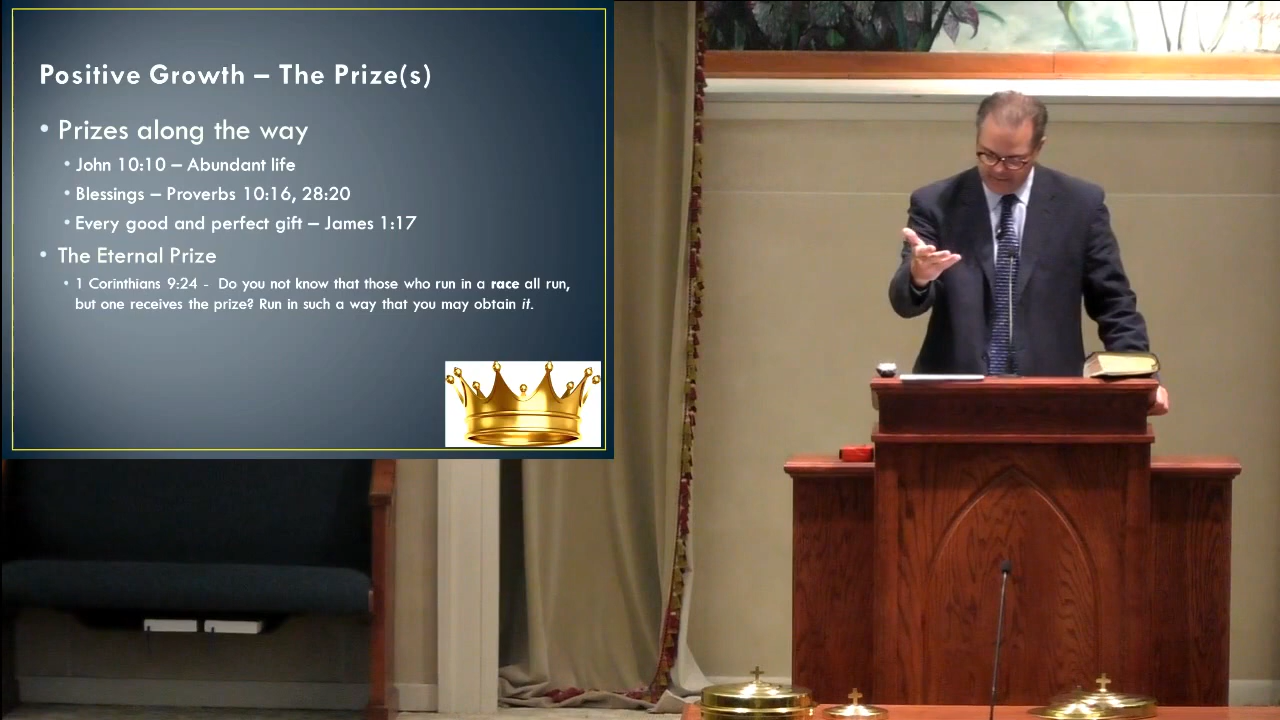 Positive Growth – The Prize(s)
• Prizes along the way
• John 10:10 – Abundant life
• Blessings – Proverbs 10:16, 28:20
• Every good and perfect gift – James 1:17
• The Eternal Prize
• 1 Corinthians 9:24 - Do you not know that those who run in a race all run,
but one receives the prize? Run in such a way that you may obtain it.